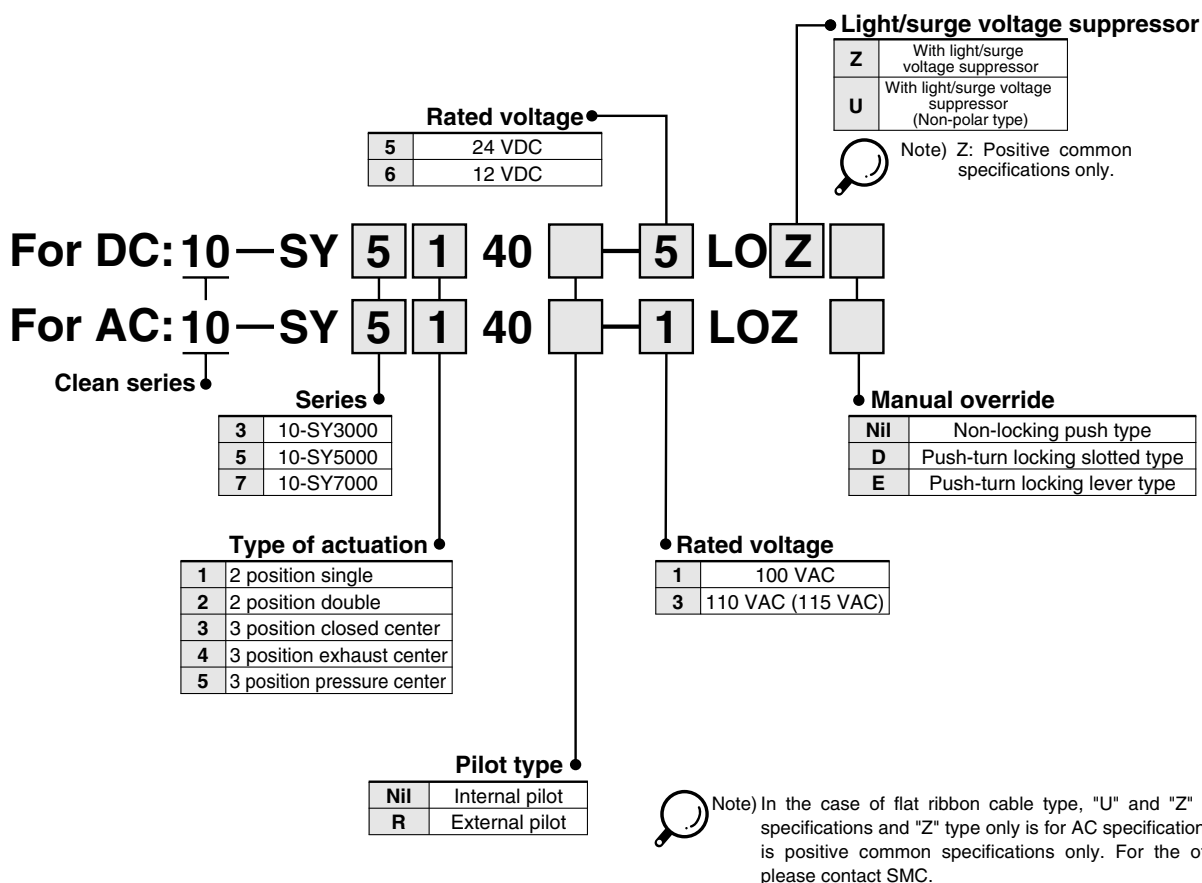 Light/surge voltage suppressor
Z With light/surge
voltage suppressor
U With light/surge voltage
suppressor
(Non-polar type)
Note) Z: Positive common
specifications only.
Rated voltage
5 24 VDC
6 12 VDC
For DC: 10 — SY 5 1 40 — 5 LO Z
For AC: 10 — SY 5 1 40 — 1 LOZ
Clean series
Series
3 10-SY3000
5 10-SY5000
7 10-SY7000
Manual override
Nil Non-locking push type
D Push-turn locking slotted type
E Push-turn locking lever type
Type of actuation
1 2 position single
2 2 position double
3 3 position closed center
4 3 position exhaust center
5 3 position pressure center
Rated voltage
1 100 VAC
3 110 VAC (115 VAC)
Pilot type
Nil Internal pilot
R External pilot
Note) In the case of flat ribbon cable type, "U" and "Z"
specifications and "Z" type only is for AC
is positive common specifications only. For the
please contact SMC.